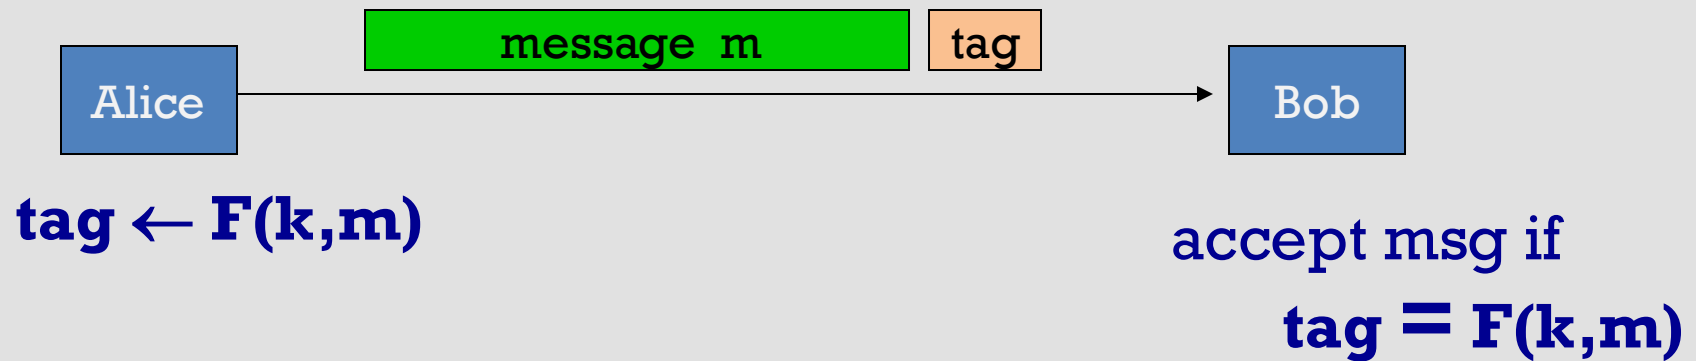 message m
tag
Alice
Bob
tag ← F(k,m)
accept msg if
tag = F(k,m)